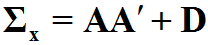 Σₓ = AA′ + D